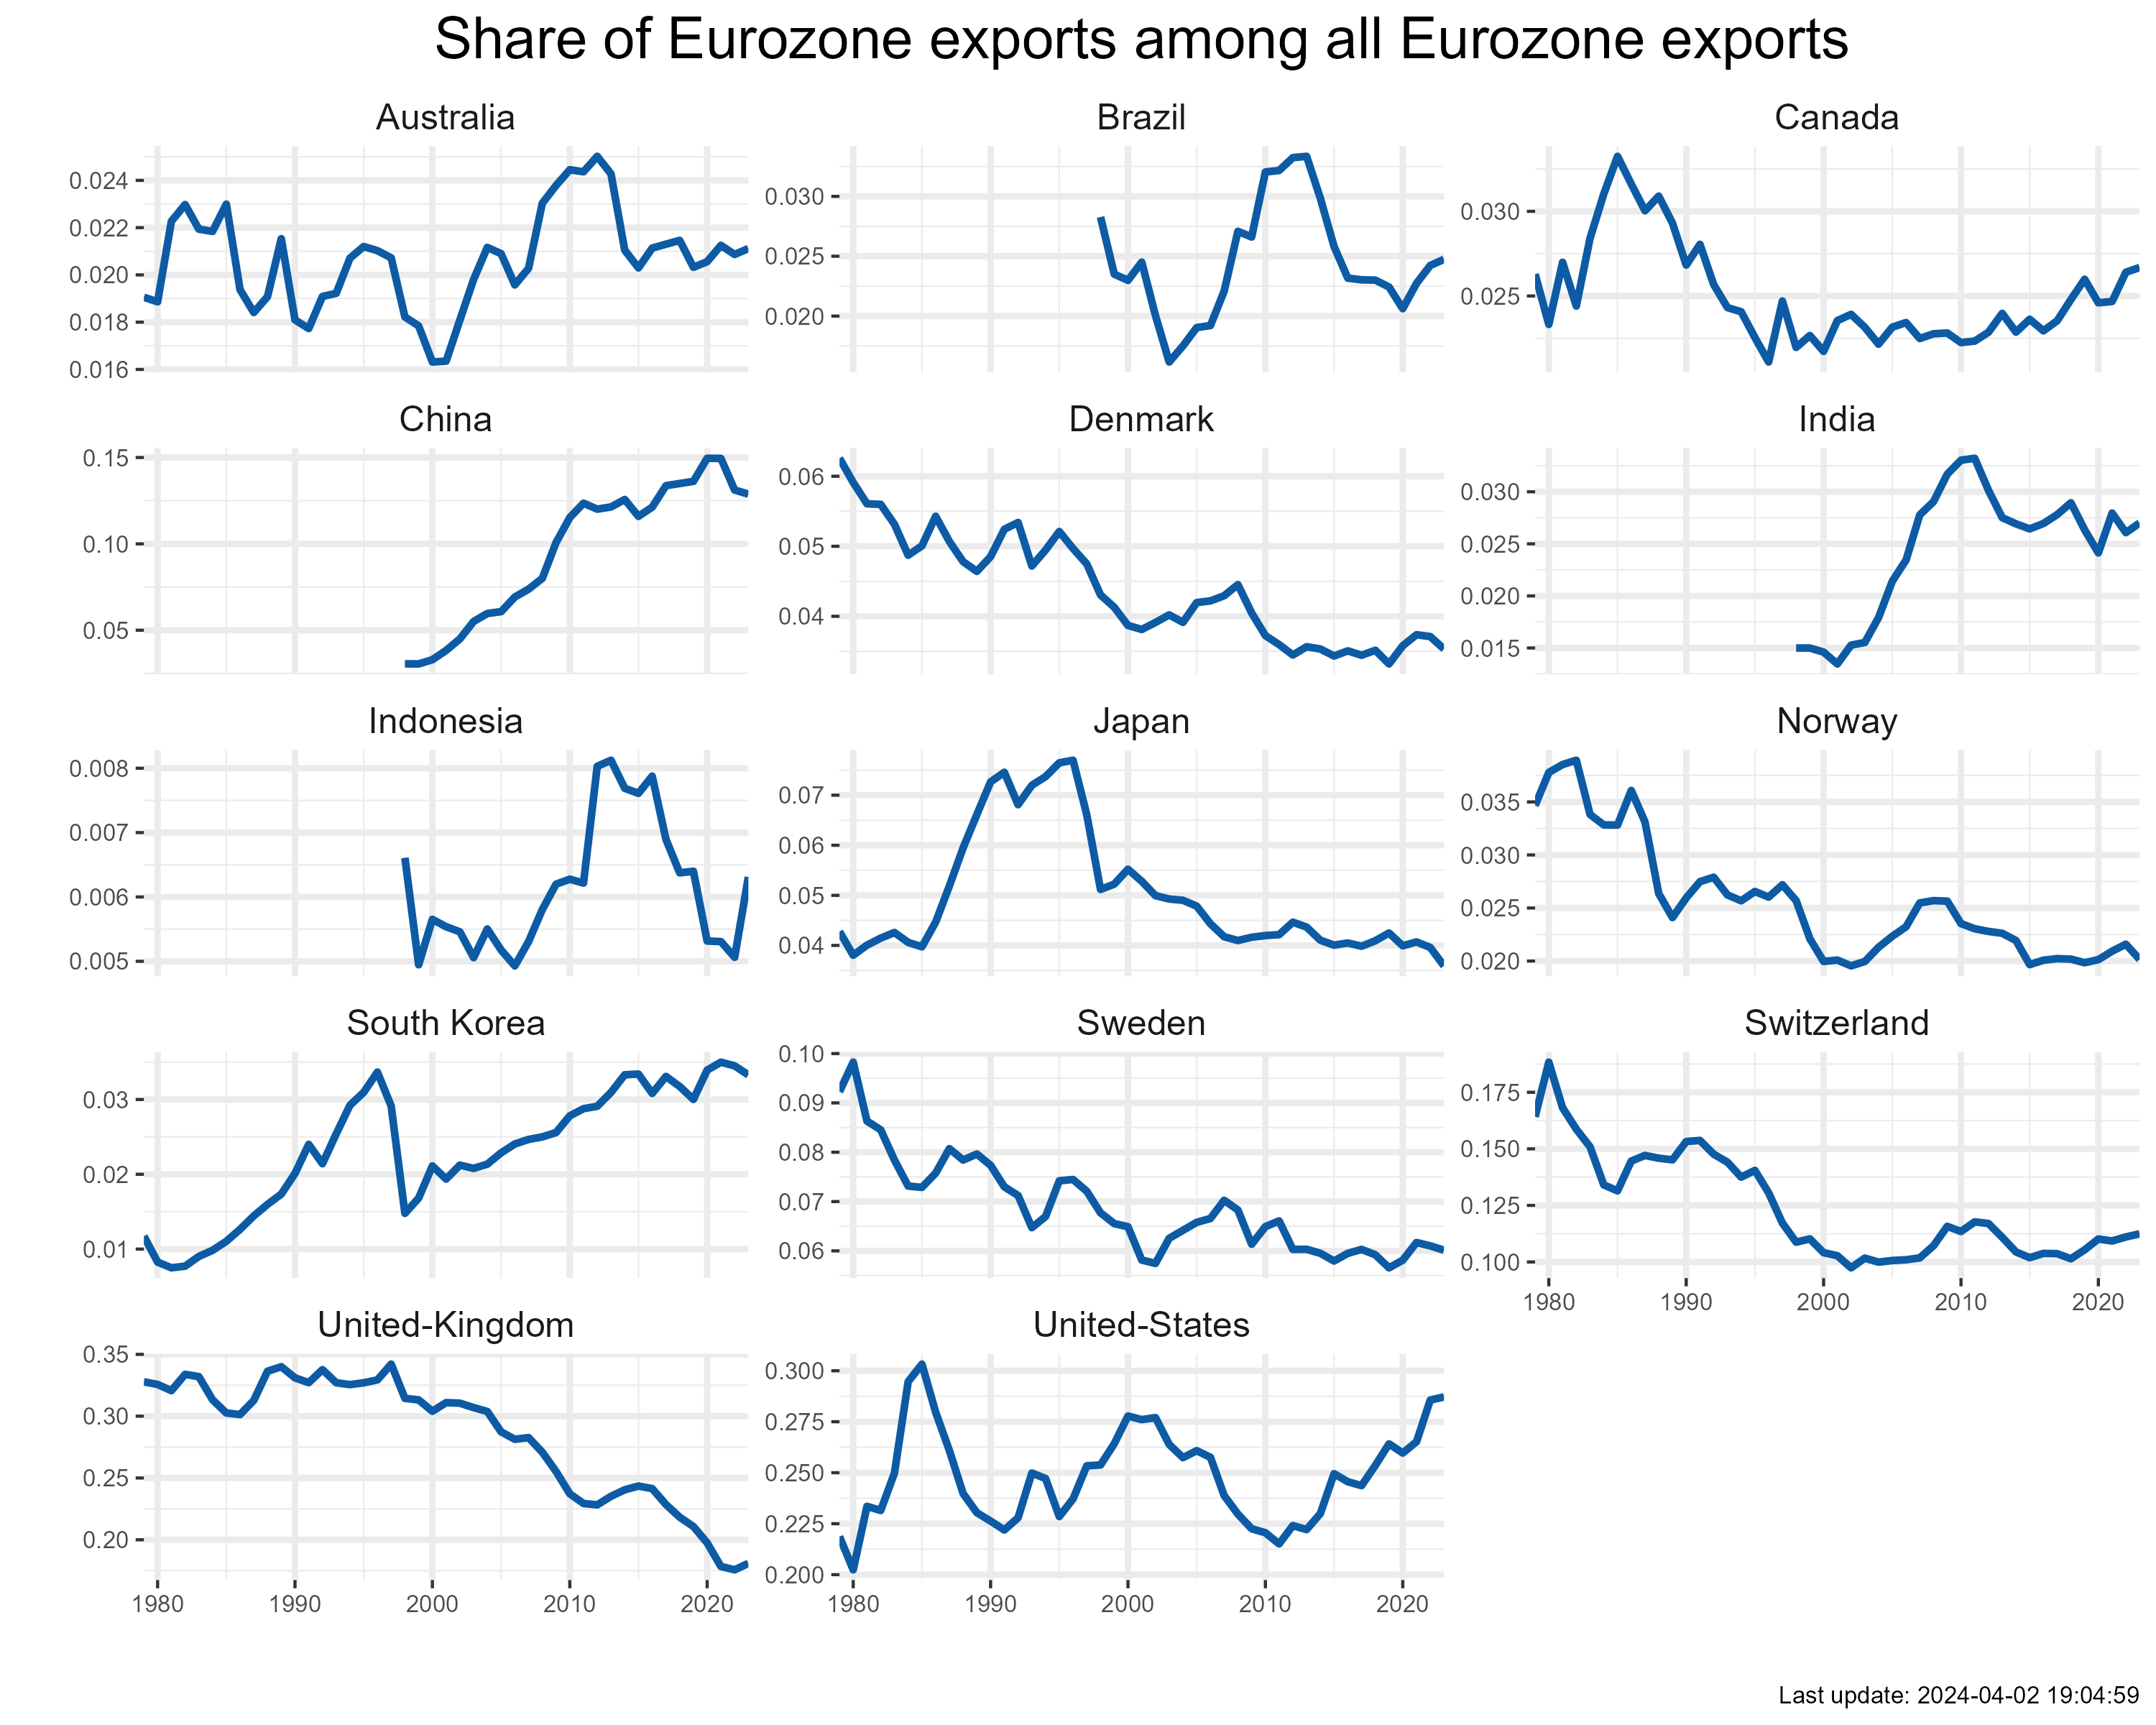 Share of Eurozone exports among all Eurozone exports
Australia
Brazil
Canada
0.024
0.022
0.020
0.018
0.016
0.030
0.025
0.020
0.030
0.025
China
Denmark
India
0.15
0.10
0.05
0.06
0.05
0.04
0.030
0.025
0.020
0.015
Indonesia
Japan
Norway
0.008
0.007
0.006
0.005
0.07
0.06
0.05
0.04
0.035
0.030
0.025
0.020
South Korea
Sweden
Switzerland
0.03
0.02
0.01
0.10
0.09
0.08
0.07
0.06
0.175
0.150
0.125
0.100
1980 1990 2000 2010 2020
United-Kingdom
United-States
0.35
0.30
0.25
0.20
0.300
0.275
0.250
0.225
0.200
1980 1990 2000 2010 2020
1980 1990 2000 2010 2020
Last update: 2024-04-02 19:04:59